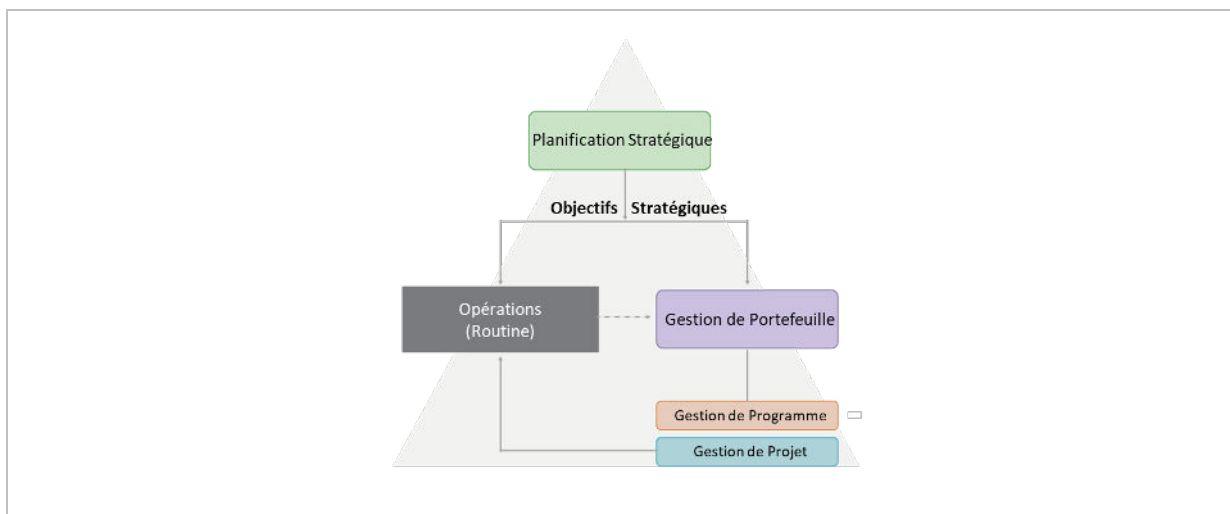 Planification Stratégique
Objectifs Stratégiques
Opérations
(Routine)
Gestion de Portefeuille
Gestion de Programme
Gestion de Projet